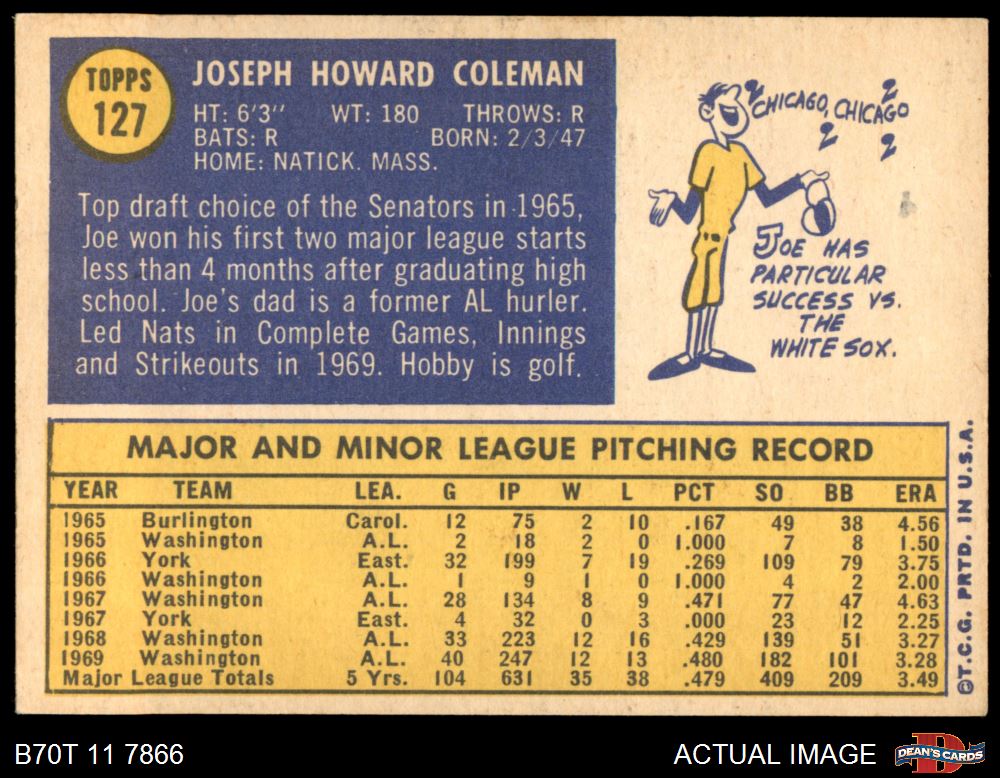 TOPPS
127
JOSEPH HOWARD COLEMAN
HT: 6'3" WT: 180 THROWS: R
BATS: R BORN: 2/3/47
HOME: NATICK. MASS.
Top draft choice of the Senators in 1965,
Joe won his first two major league starts
less than 4 months after graduating high
school. Joe's dad is a former AL hurler.
Led Nats in Complete Games, Innings
and Strikeouts in 1969. Hobby is golf.
CHICAGO, CHICAGO
JOE HAS
PARTICULAR
SUCCESS VS.
THE
WHITE SOX.
MAJOR AND MINOR LEAGUE PITCHING RECORD
YEAR TEAM LEA. G IP W L PCT SO BB ERA
1965 Burlington Carol. 12 75 2 10 .167 49 38 4.56
1965 Washington A.L. 2 18 2 0 1.000 7 8 1.50
1966 York East. 32 199 7 19 .269 109 79 3.75
1966 Washington A.L. 1 9 1 0 1.000 4 2 2.00
1967 Washington A.L. 28 134 8 9 .471 77 47 4.63
1967 York East. 4 32 0 3 .000 23 12 2.25
1968 Washington A.L. 33 223 12 16 .429 139 51 3.27
1969 Washington A.L. 40 247 12 13 .480 182 101 3.28
Major League Totals 5 Yrs. 104 631 35 38 .479 409 209 3.49
©T.C.G. PRTD. IN U.S.A.
B70T 11 7866
ACTUAL IMAGE
DEAN'S CARDS